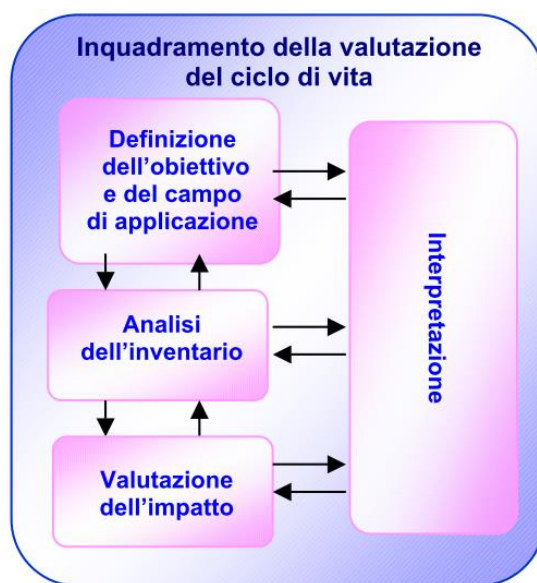 Inquadramento della valutazione
del ciclo di vita
Definizione
dell’obiettivo
e del campo
di applicazione
Analisi
dell’inventario
Valutazione
dell’impatto
Interpretazione